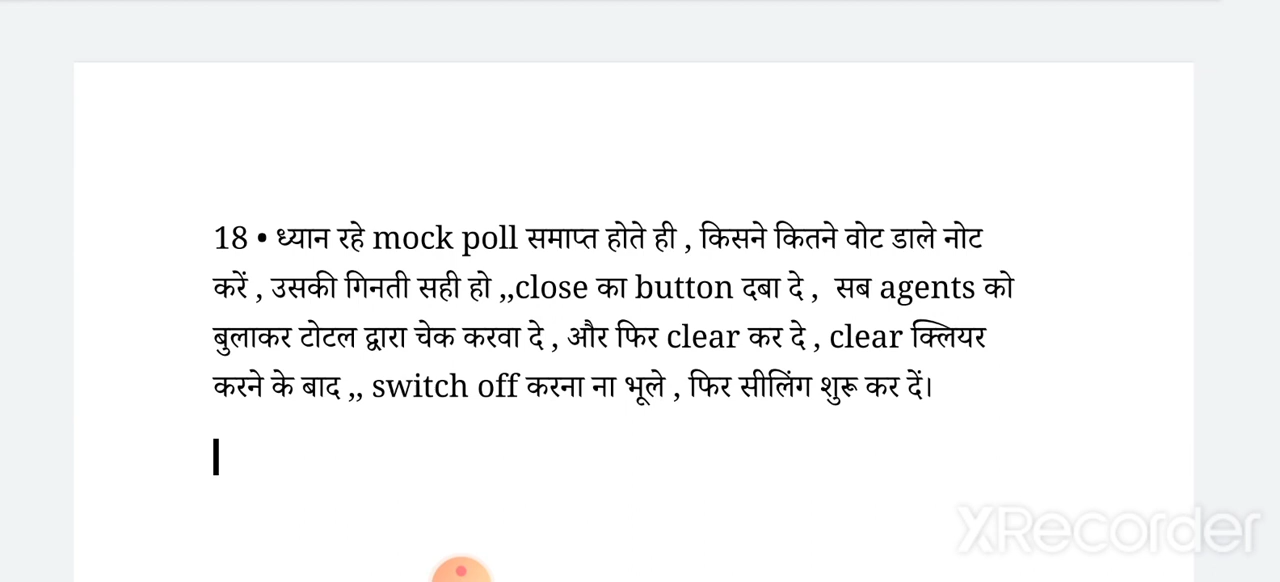 18 • ध्यान रहे mock poll समाप्त होते ही , किसने कितने वोट डाले नोट
करें , उसकी गिनती सही हो ,,close का button दबा दे ,  सब agents को
बुलाकर टोटल द्वारा चेक करवा दे , और फिर clear कर दे , clear क्लियर
करने के बाद ,, switch off करना ना भूले , फिर सीलिंग शुरू कर दें।
XRecorder